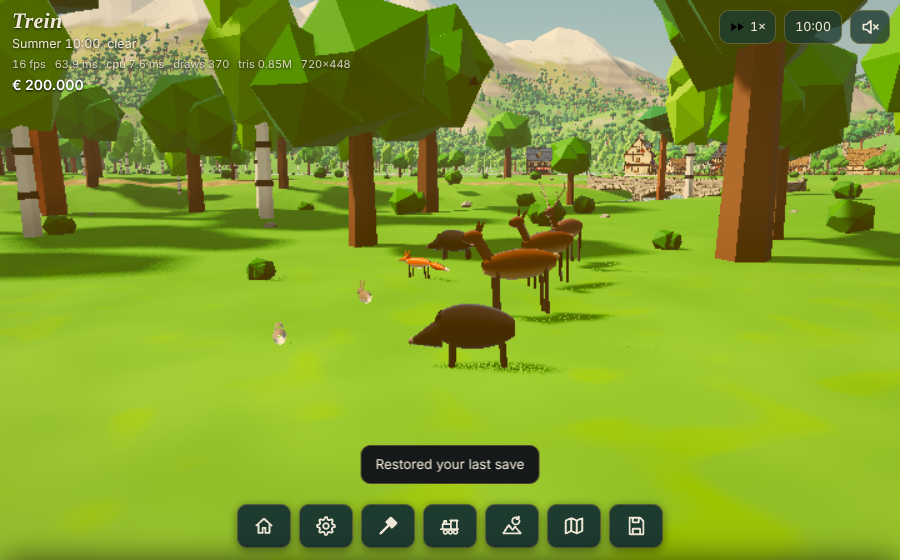 Trein
Summer 10:00, clear
16 fps 63.9 ms cpu 7.5 ms draws 370 tris 0.85M 720×448
€ 200.000
1×
10:00
Restored your last save